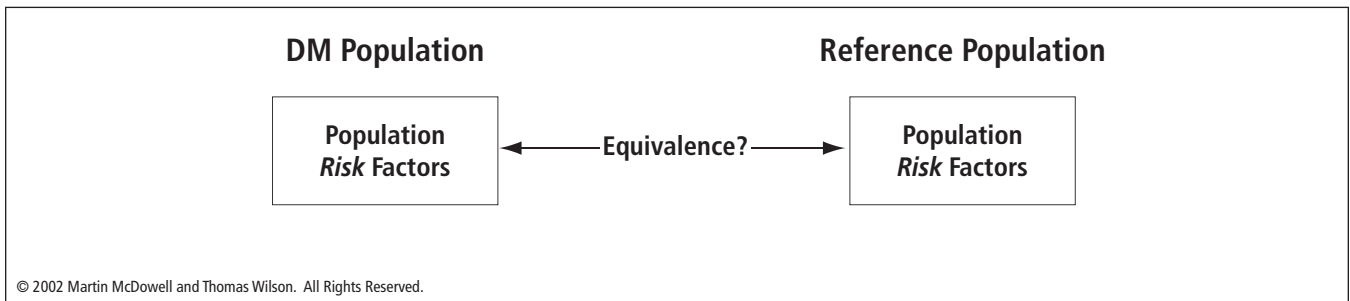 DM Population
Reference Population
Population
Risk Factors
Equivalence?
Population
Risk Factors
© 2002 Martin McDowell and Thomas Wilson. All Rights Reserved.